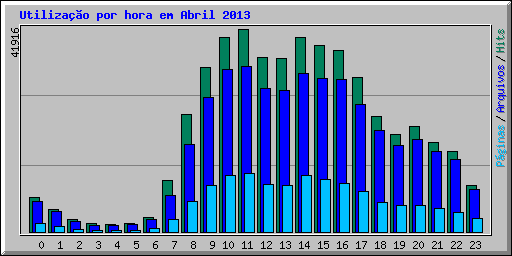 Utilização por hora em Abril 2013
41916
Páginas / Arquivos / Hits
0 1 2 3 4 5 6 7 8 9 10 11 12 13 14 15 16 17 18 19 20 21 22 23